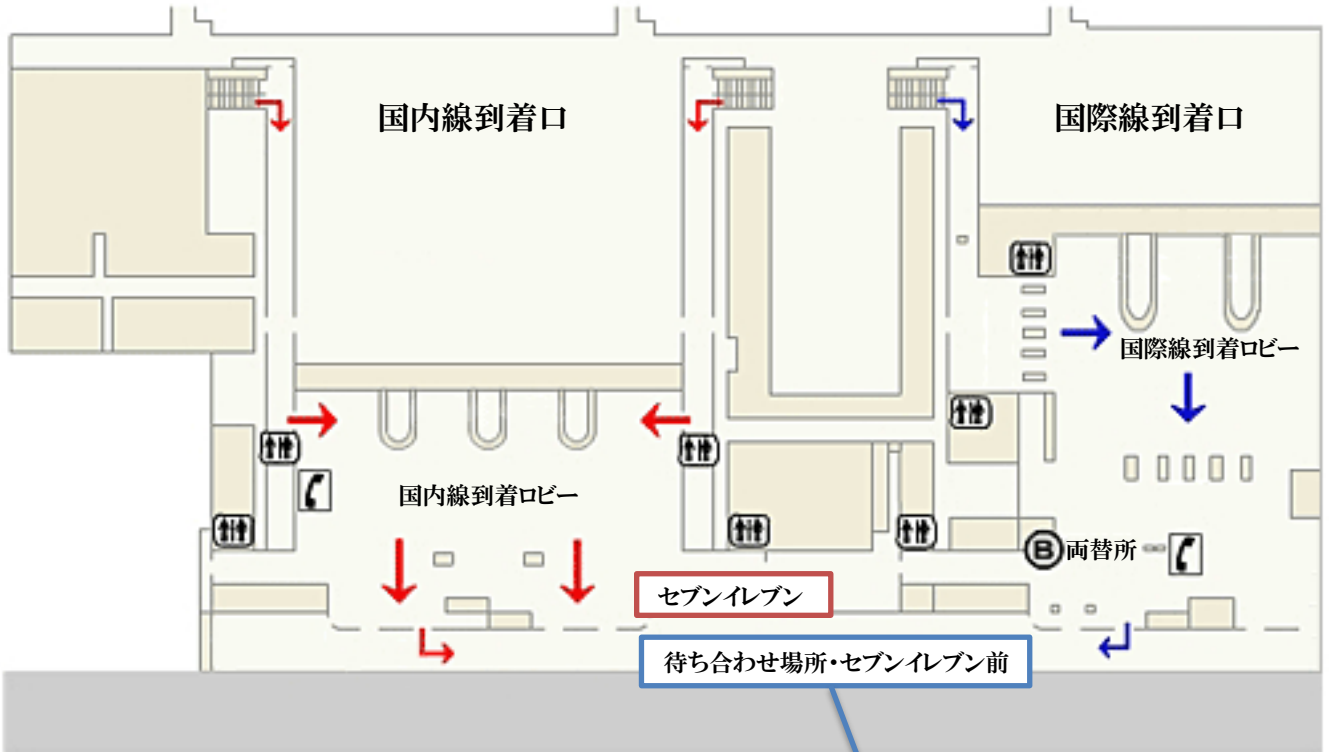 国内線到着口
国際線到着口
国際線到着ロビー
国内線到着ロビー
B
両替所
セブンイレブン
待ち合わせ場所・セブンイレブン前